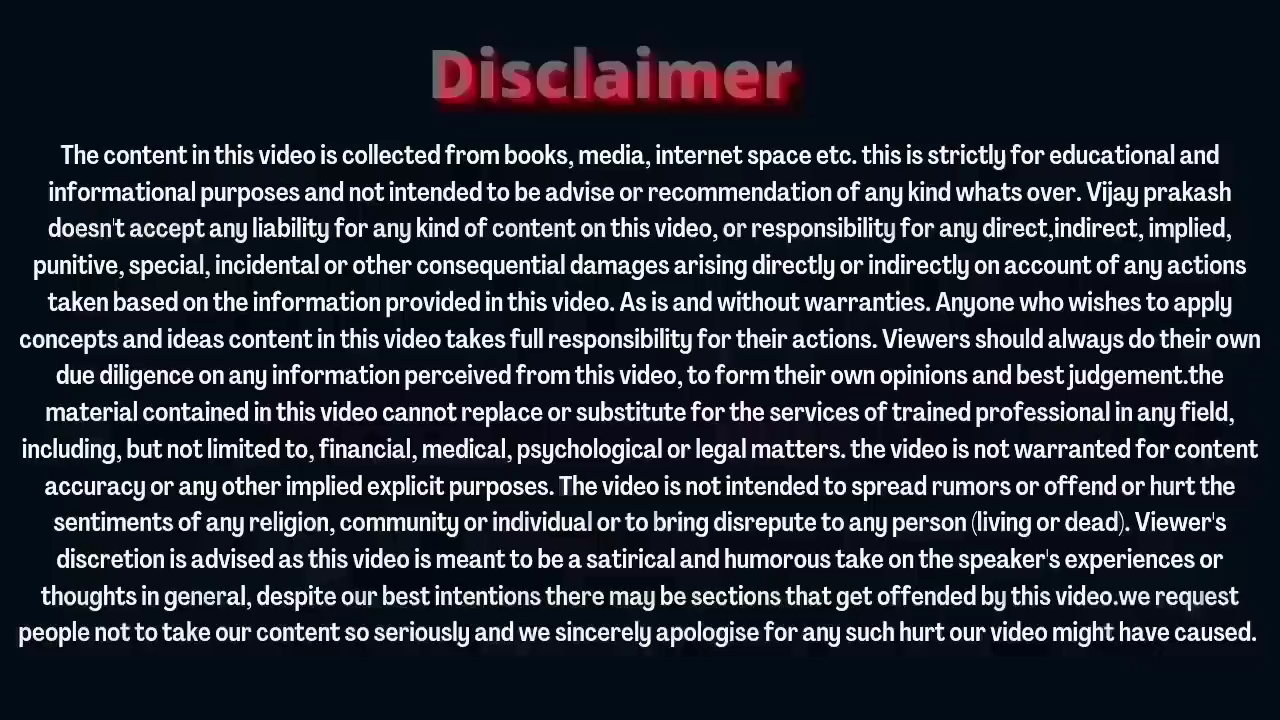 Disclaimer
The content in this video is collected from books, media, internet space etc. this is strictly for educational and
informational purposes and not intended to be advise or recommendation of any kind whats over. Vijay prakash
doesn't accept any liability for any kind of content on this video, or responsibility for any direct,indirect, implied,
punitive, special, incidental or other consequential damages arising directly or indirectly on account of any actions
taken based on the information provided in this video. As is and without warranties. Anyone who wishes to apply
concepts and ideas content in this video takes full responsibility for their actions. Viewers should always do their own
due diligence on any information perceived from this video, to form their own opinions and best judgement.the
material contained in this video cannot replace or substitute for the services of trained professional in any field,
including, but not limited to, financial, medical, psychological or legal matters. the video is not warranted for content
accuracy or any other implied explicit purposes. The video is not intended to spread rumors or offend or hurt the
sentiments of any religion, community or individual or to bring disrepute to any person (living or dead). Viewer's
discretion is advised as this video is meant to be a satirical and humorous take on the speaker's experiences or
thoughts in general, despite our best intentions there may be sections that get offended by this video.we request
people not to take our content so seriously and we sincerely apologise for any such hurt our video might have caused.